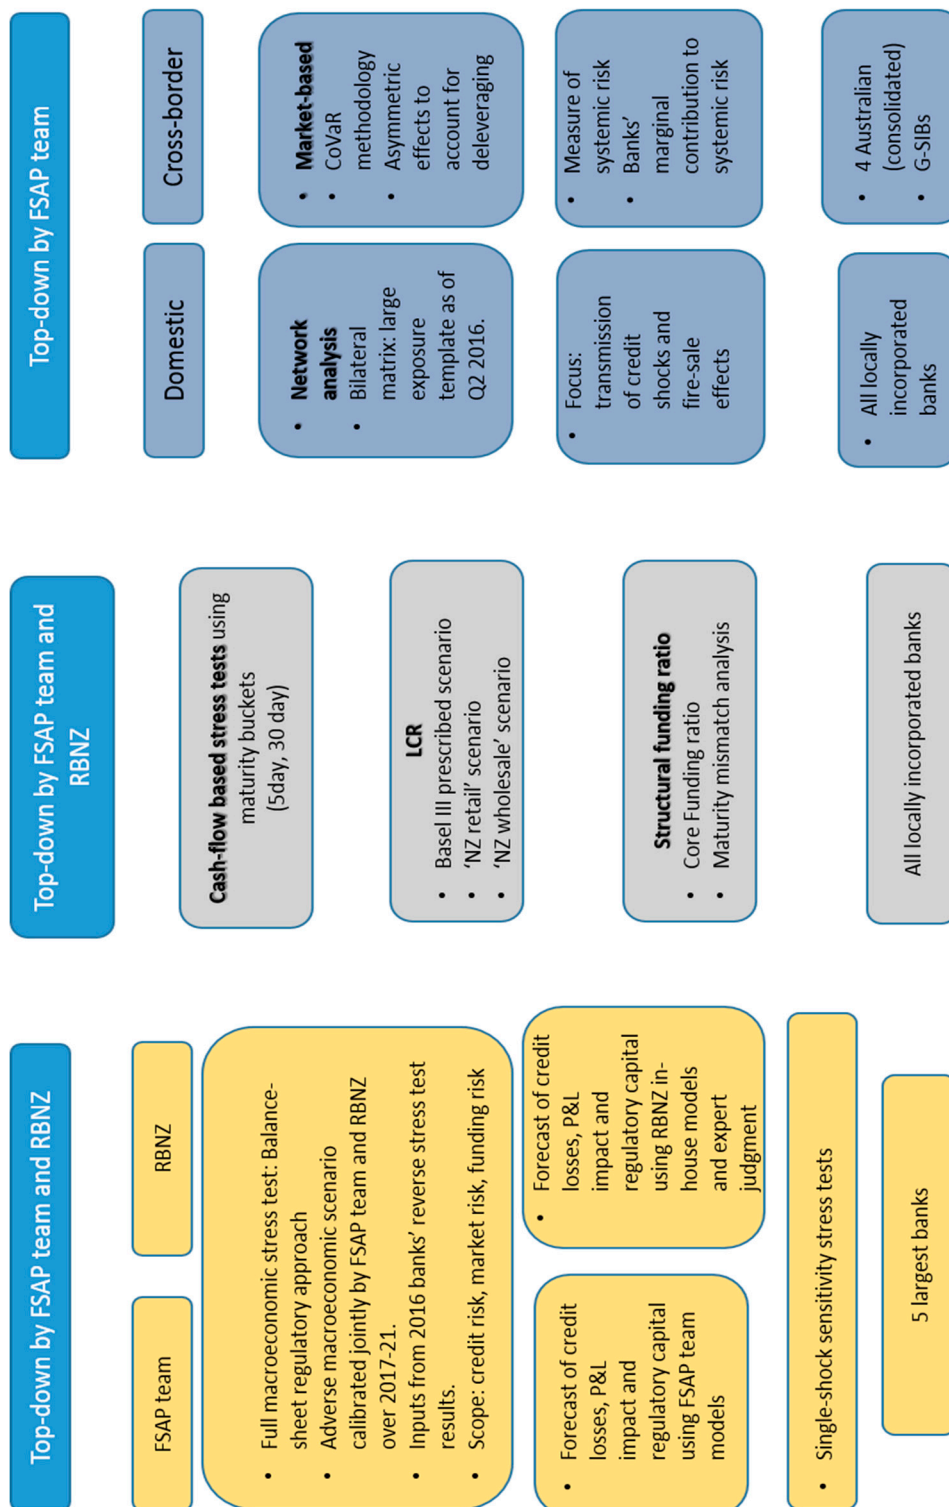 Top-down by FSAP team and RBNZ
FSAP team
RBNZ
• Full macroeconomic stress test: Balance-
sheet regulatory approach
• Adverse macroeconomic scenario
calibrated jointly by FSAP team and RBNZ
over 2017-21.
• Inputs from 2016 banks’ reverse stress test
results.
• Scope: credit risk, market risk, funding risk
• Forecast of credit
losses, P&L
impact and
regulatory capital
using FSAP team
models
• Forecast of credit
losses, P&L
impact and
regulatory capital
using RBNZ in-
house models
and expert
judgment
• Single-shock sensitivity stress tests
5 largest banks
Top-down by FSAP team and
RBNZ
Cash-flow based stress tests using
maturity buckets
(5day, 30 day)
LCR
• Basel III prescribed scenario
• ‘NZ retail’ scenario
• ‘NZ wholesale’ scenario
Structural funding ratio
• Core Funding ratio
• Maturity mismatch analysis
All locally incorporated banks
Top-down by FSAP team
Domestic
Cross-border
• Network
analysis
• Bilateral
matrix: large
exposure
template as of
Q2 2016.
• Market-based
• CoVaR
methodology
• Asymmetric
effects to
account for
deleveraging
• Focus:
transmission
of credit
shocks and
fire-sale
effects
• Measure of
systemic risk
• Banks’
marginal
contribution to
systemic risk
• All locally
incorporated
banks
• 4 Australian
(consolidated)
• G-SIBs